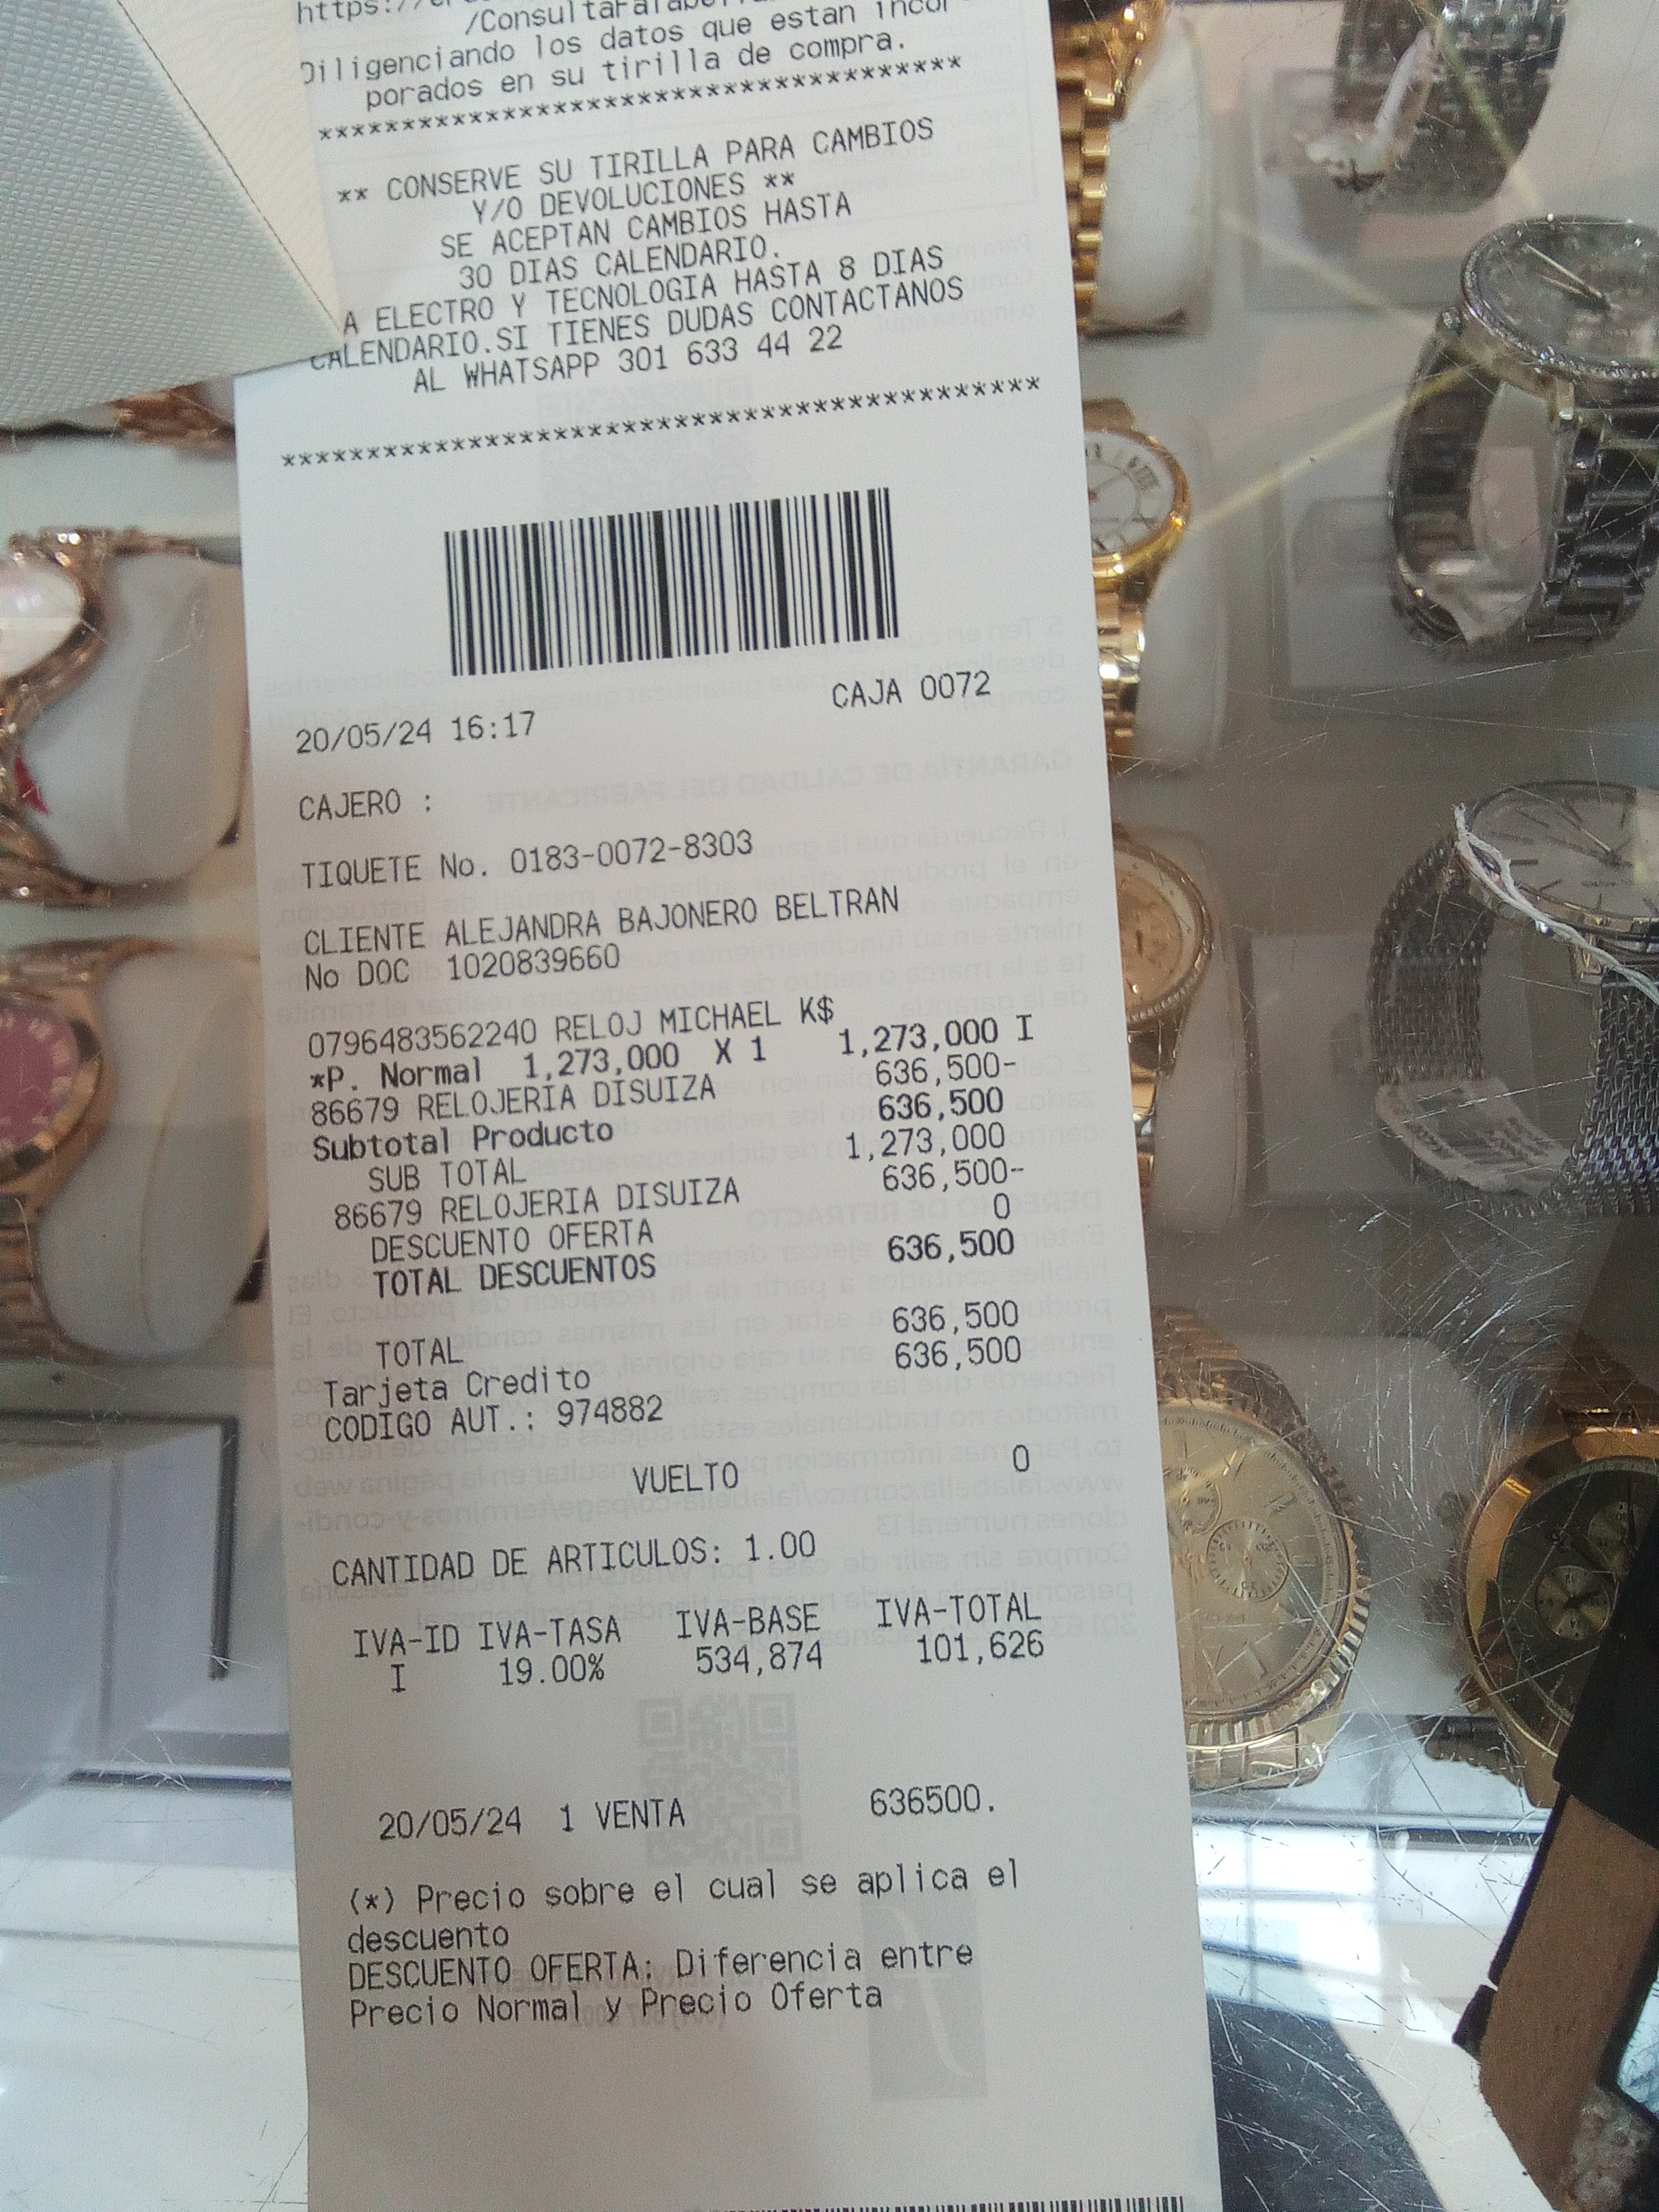 /ConsultaFalabella
Diligenciando los datos que estan incor
porados en su tirilla de compra.
***************************************
** CONSERVE SU TIRILLA PARA CAMBIOS
Y/O DEVOLUCIONES **
SE ACEPTAN CAMBIOS HASTA
30 DIAS CALENDARIO.
A ELECTRO Y TECNOLOGIA HASTA 8 DIAS
CALENDARIO.SI TIENES DUDAS CONTACTANOS
AL WHATSAPP 301 633 44 22
***********************************************
20/05/24 16:17 CAJA 0072
CAJERO :
TIQUETE No. 0183-0072-8303
CLIENTE ALEJANDRA BAJONERO BELTRAN
No DOC 1020839660
0796483562240 RELOJ MICHAEL K$
*P. Normal 1,273,000 X 1 1,273,000 I
86679 RELOJERIA DISUIZA 636,500-
Subtotal Producto 636,500
SUB TOTAL 1,273,000
86679 RELOJERIA DISUIZA 636,500-
DESCUENTO OFERTA 0
TOTAL DESCUENTOS 636,500
TOTAL 636,500
Tarjeta Credito 636,500
CODIGO AUT.: 974882
VUELTO 0
CANTIDAD DE ARTICULOS: 1.00
IVA-ID IVA-TASA IVA-BASE IVA-TOTAL
I 19.00% 534,874 101,626
20/05/24 1 VENTA 636500.
(*) Precio sobre el cual se aplica el
descuento
DESCUENTO OFERTA: Diferencia entre
Precio Normal y Precio Oferta